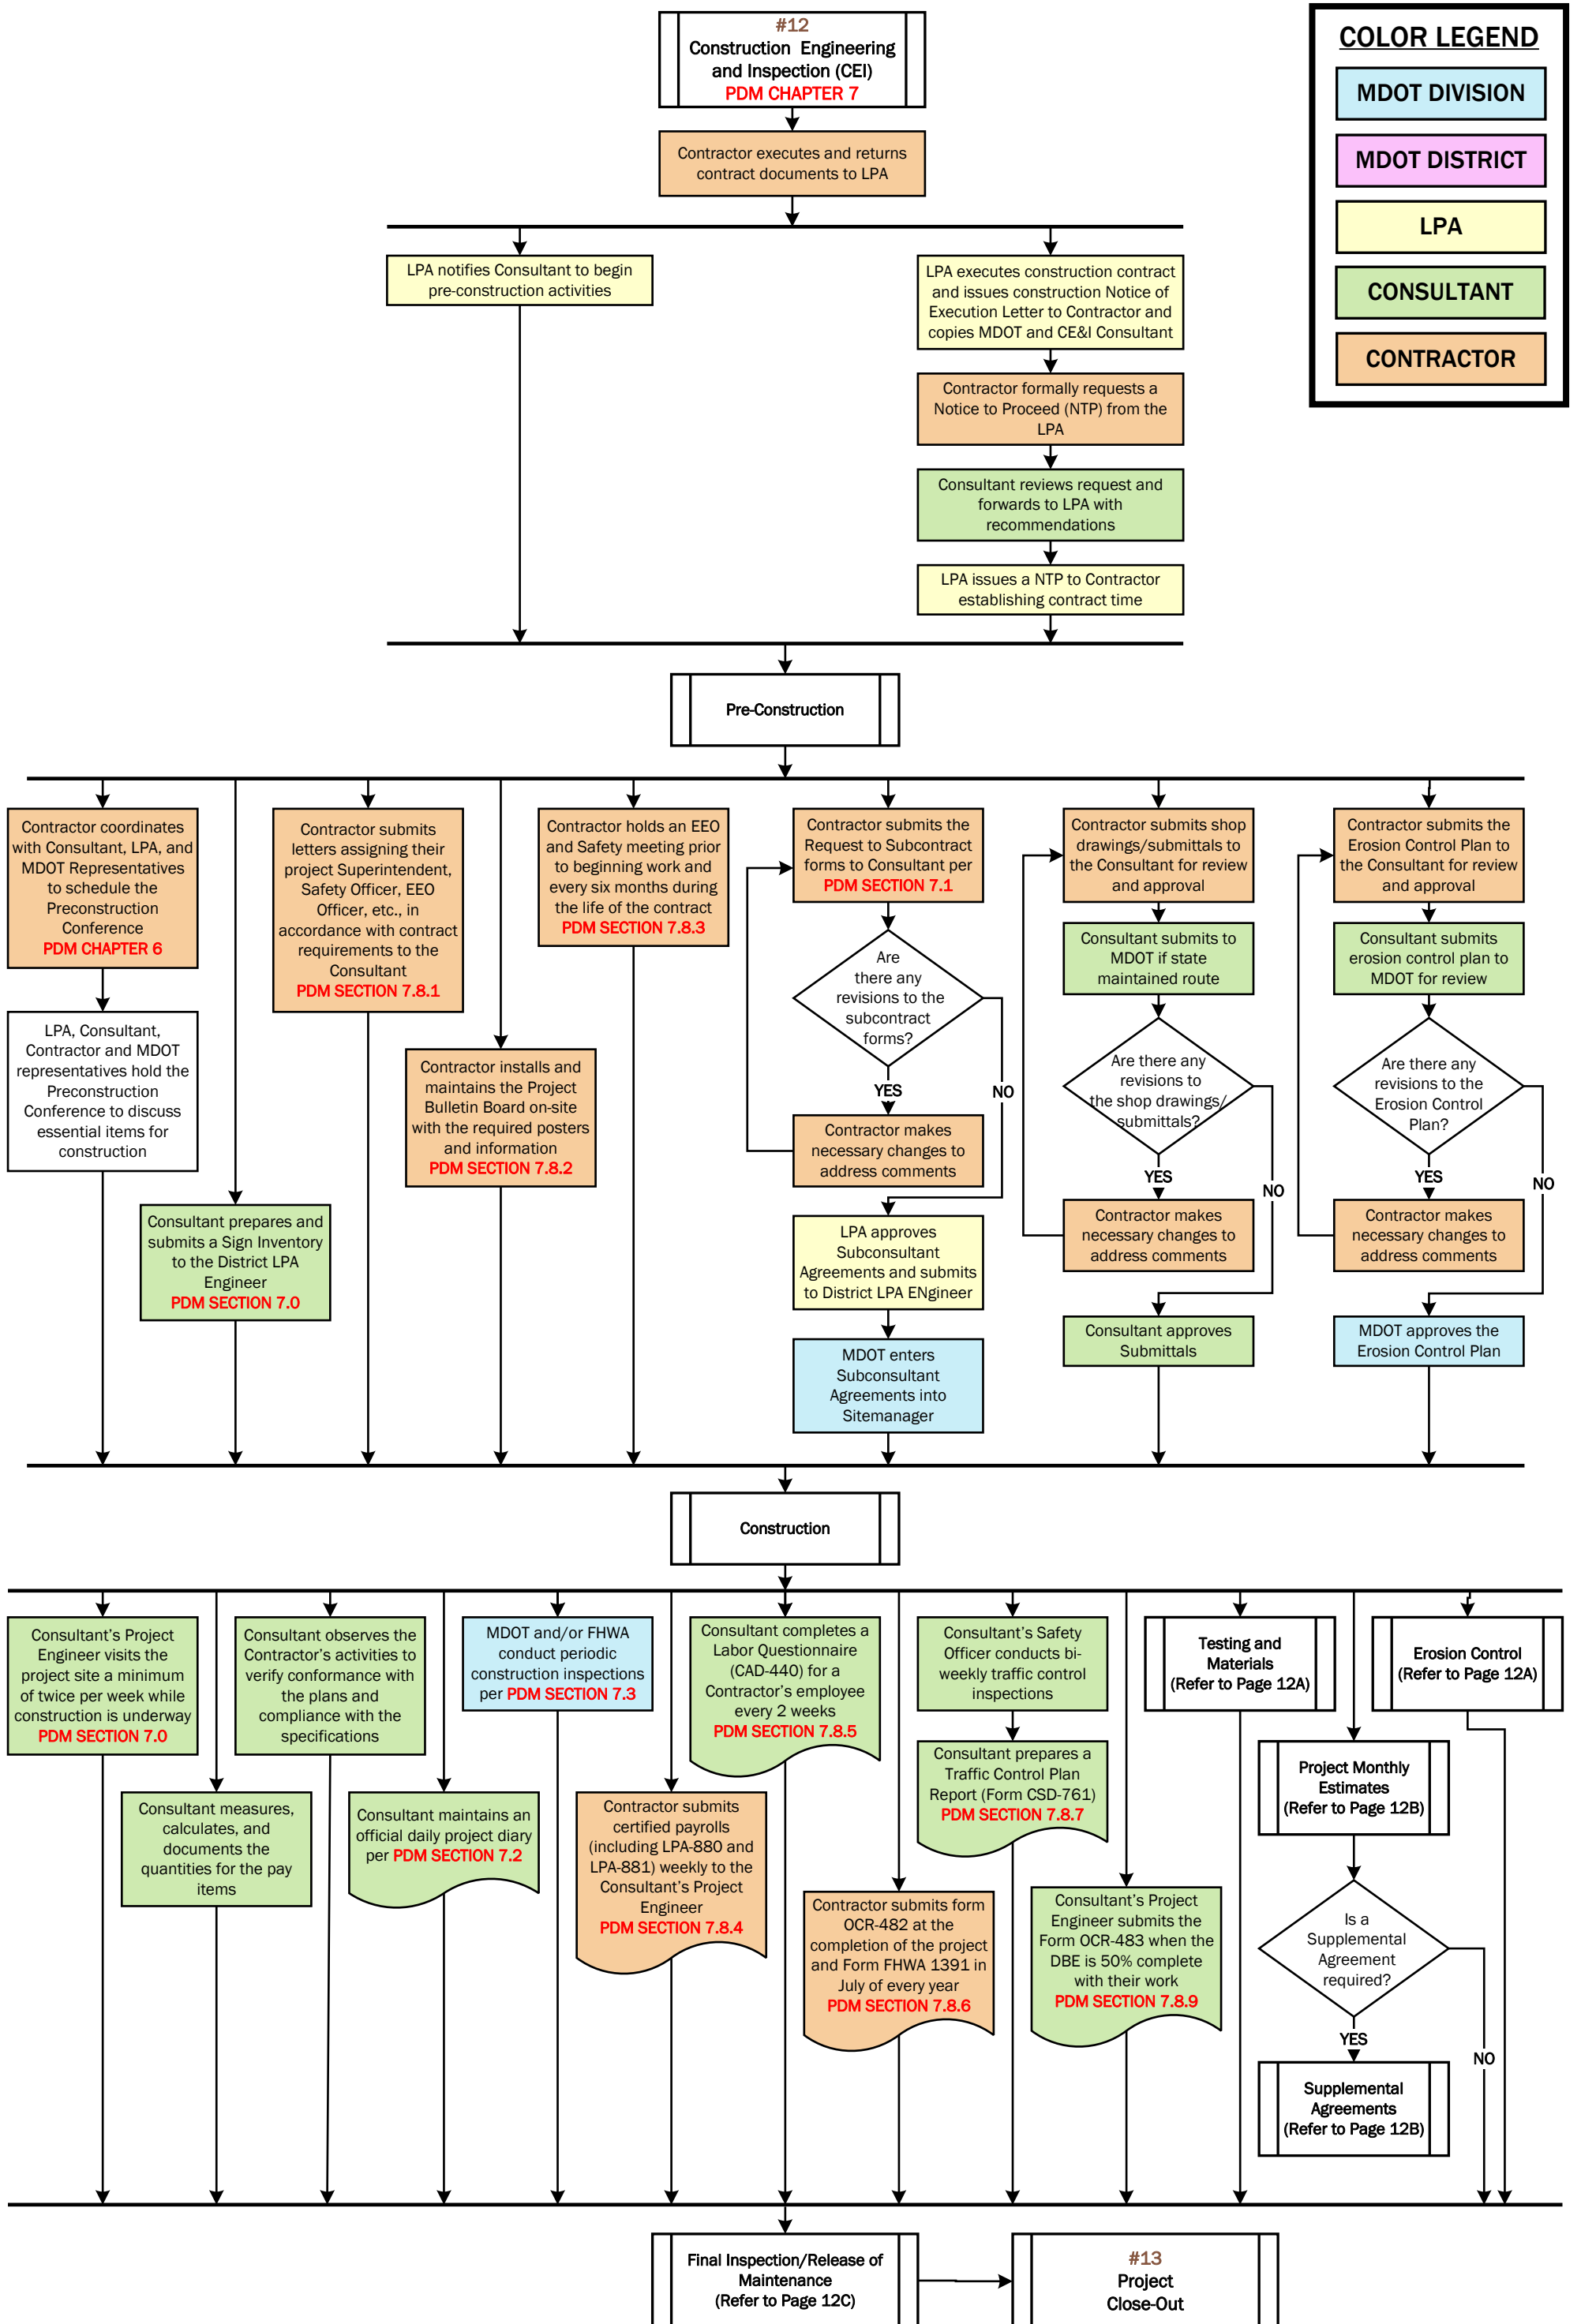 #12
Construction Engineering
and Inspection (CEI)
PDM CHAPTER 7
COLOR LEGEND
MDOT DIVISION
MDOT DISTRICT
LPA
CONSULTANT
CONTRACTOR
Contractor executes and returns
contract documents to LPA
LPA notifies Consultant to begin
pre-construction activities
LPA executes construction contract
and issues construction Notice of
Execution Letter to Contractor and
copies MDOT and CE&I Consultant
Contractor formally requests a
Notice to Proceed (NTP) from the
LPA
Consultant reviews request and
forwards to LPA with
recommendations
LPA issues a NTP to Contractor
establishing contract time
Pre-Construction
Contractor coordinates
with Consultant, LPA, and
MDOT Representatives
to schedule the
Preconstruction
Conference
PDM CHAPTER 6
LPA, Consultant,
Contractor and MDOT
representatives hold the
Preconstruction
Conference to discuss
essential items for
construction
Consultant prepares and
submits a Sign Inventory
to the District LPA
Engineer
PDM SECTION 7.0
Contractor submits
letters assigning their
project Superintendent,
Safety Officer, EEO
Officer, etc., in
accordance with contract
requirements to the
Consultant
PDM SECTION 7.8.1
Contractor installs and
maintains the Project
Bulletin Board on-site
with the required posters
and information
PDM SECTION 7.8.2
Contractor holds an EEO
and Safety meeting prior
to beginning work and
every six months during
the life of the contract
PDM SECTION 7.8.3
Contractor submits the
Request to Subcontract
forms to Consultant per
PDM SECTION 7.1
Are
there any
revisions to the
subcontract
forms?
YES
NO
Contractor makes
necessary changes to
address comments
LPA approves
Subconsultant
Agreements and submits
to District LPA ENgineer
MDOT enters
Subconsultant
Agreements into
Sitemanager
Contractor submits shop
drawings/submittals to
the Consultant for review
and approval
Consultant submits to
MDOT if state
maintained route
Are there any
revisions to
the shop drawings/
submittals?
YES
NO
Contractor makes
necessary changes to
address comments
Consultant approves
Submittals
Contractor submits the
Erosion Control Plan to
the Consultant for review
and approval
Consultant submits
erosion control plan to
MDOT for review
Are there any
revisions to the
Erosion Control
Plan?
YES
NO
Contractor makes
necessary changes to
address comments
MDOT approves the
Erosion Control Plan
Construction
Consultant's Project
Engineer visits the
project site a minimum
of twice per week while
construction is underway
PDM SECTION 7.0
Consultant measures,
calculates, and
documents the
quantities for the pay
items
Consultant observes the
Contractor's activities to
verify conformance with
the plans and
compliance with the
specifications
Consultant maintains an
official daily project diary
per PDM SECTION 7.2
MDOT and/or FHWA
conduct periodic
construction inspections
per PDM SECTION 7.3
Contractor submits
certified payrolls
(including LPA-880 and
LPA-881) weekly to the
Consultant's Project
Engineer
PDM SECTION 7.8.4
Consultant completes a
Labor Questionnaire
(CAD-440) for a
Contractor's employee
every 2 weeks
PDM SECTION 7.8.5
Contractor submits form
OCR-482 at the
completion of the project
and Form FHWA 1391 in
July of every year
PDM SECTION 7.8.6
Consultant's Safety
Officer conducts bi-
weekly traffic control
inspections
Consultant prepares a
Traffic Control Plan
Report (Form CSD-761)
PDM SECTION 7.8.7
Consultant's Project
Engineer submits the
Form OCR-483 when the
DBE is 50% complete
with their work
PDM SECTION 7.8.9
Testing and
Materials
(Refer to Page 12A)
Project Monthly
Estimates
(Refer to Page 12B)
Is a
Supplemental
Agreement
required?
YES
NO
Supplemental
Agreements
(Refer to Page 12B)
Erosion Control
(Refer to Page 12A)
Final Inspection/Release of
Maintenance
(Refer to Page 12C)
#13
Project
Close-Out